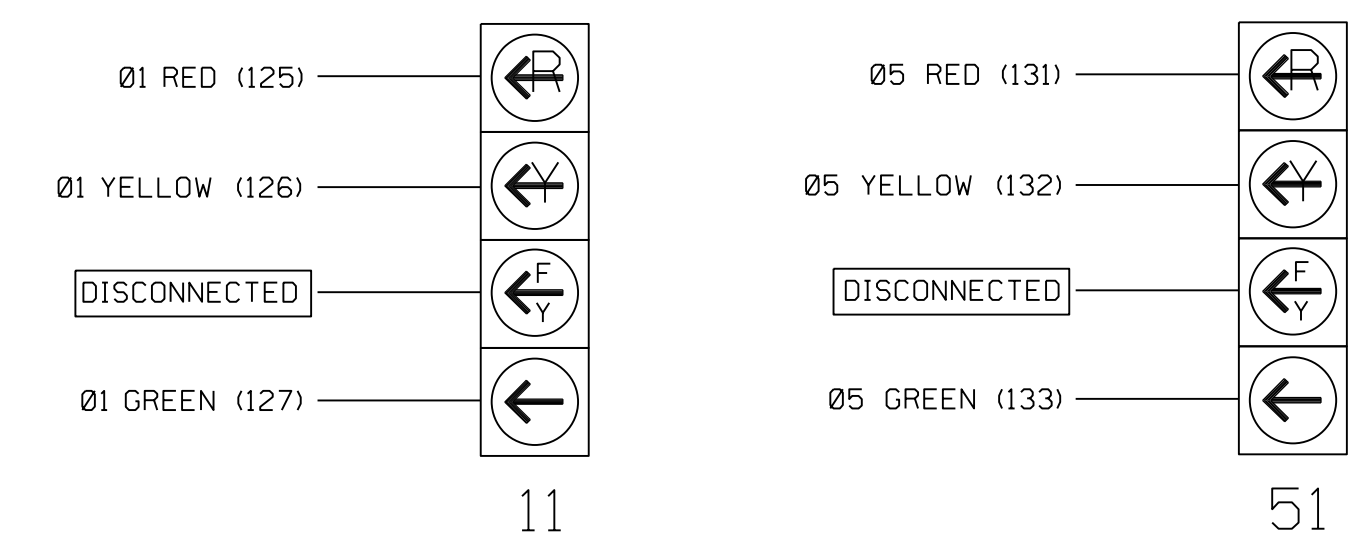 Ø1 RED (125)
R
Ø1 YELLOW (126)
Y
DISCONNECTED
F
Y
Ø1 GREEN (127)
11
Ø5 RED (131)
R
Ø5 YELLOW (132)
Y
DISCONNECTED
F
Y
Ø5 GREEN (133)
51